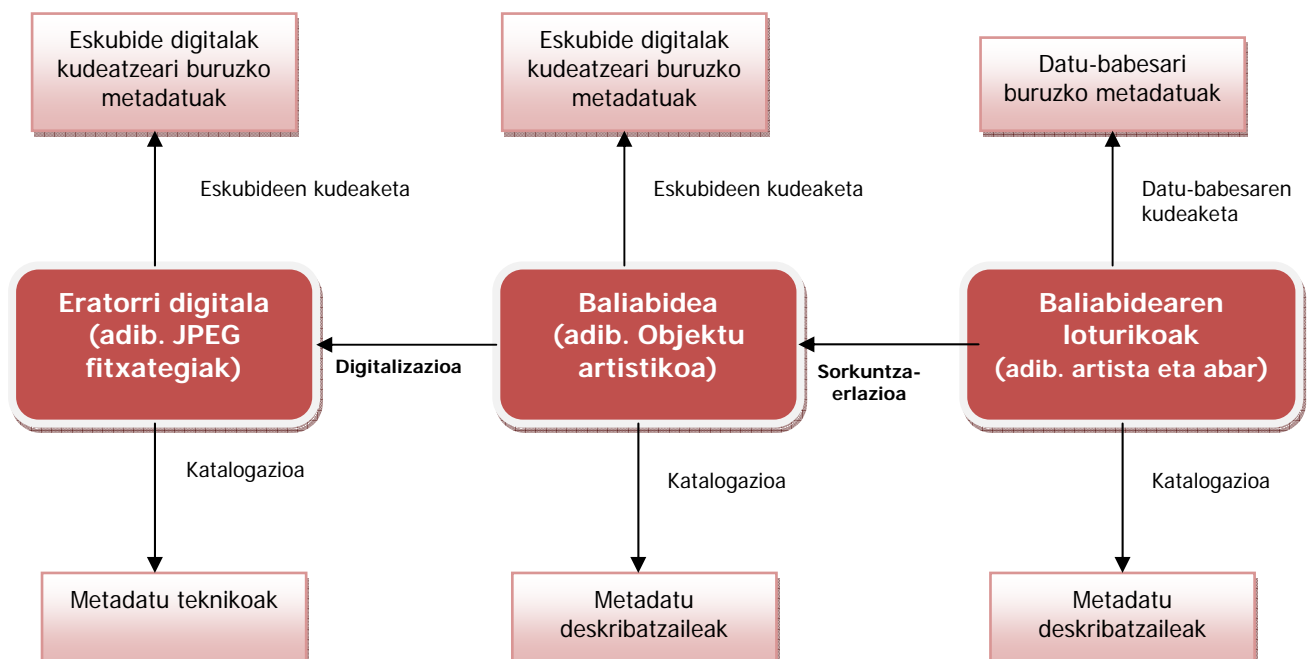 Eskubide digitalak
kudeatzeari buruzko
metadatuak
Eskubide digitalak
kudeatzeari buruzko
metadatuak
Datu-babesari
buruzko metadatuak
Eskubideen kudeaketa
Eskubideen kudeaketa
Datu-babesaren
kudeaketa
Eratorri digitala
(adib. JPEG
fitxategiak)
Digitalizazioa
Baliabidea
(adib. Objektu
artistikoa)
Sorkuntza-
erlazioa
Baliabidearen
loturikoak
(adib. artista eta abar)
Katalogazioa
Katalogazioa
Katalogazioa
Metadatu teknikoak
Metadatu
deskribatzaileak
Metadatu
deskribatzaileak